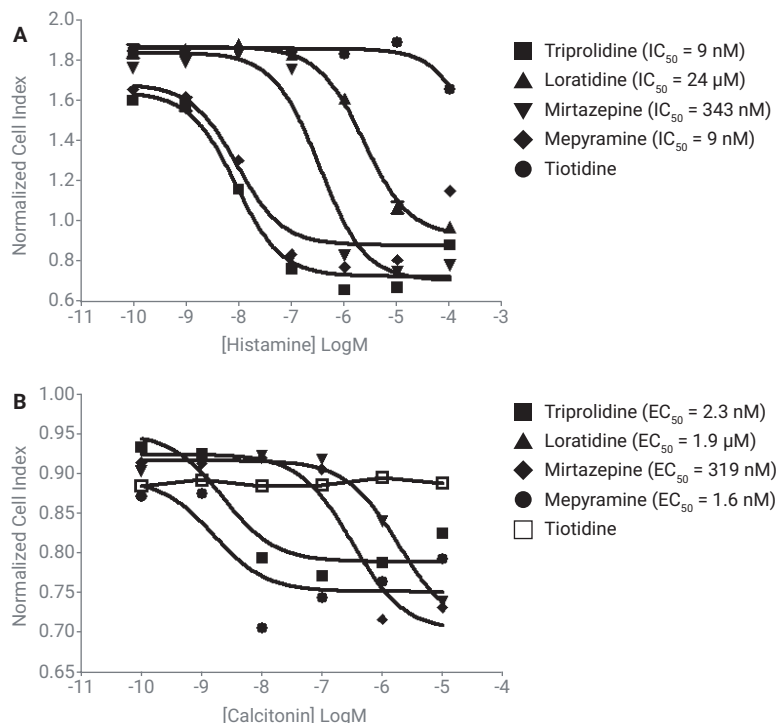 A
Normalized Cell Index
2.0
1.8
1.6
1.4
1.2
1.0
0.8
0.6
-11 -10 -9 -8 -7 -6 -5 -4 -3
[Histamine] LogM
Triprolidine (IC50 = 9 nM)
Loratidine (IC50 = 24 µM)
Mirtazepine (IC50 = 343 nM)
Mepyramine (IC50 = 9 nM)
Tiotidine
B
Normalized Cell Index
1.00
0.95
0.90
0.85
0.80
0.75
0.70
0.65
-11 -10 -9 -8 -7 -6 -5 -4
[Calcitonin] LogM
Triprolidine (EC50 = 2.3 nM)
Loratidine (EC50 = 1.9 µM)
Mirtazepine (EC50 = 319 nM)
Mepyramine (EC50 = 1.6 nM)
Tiotidine